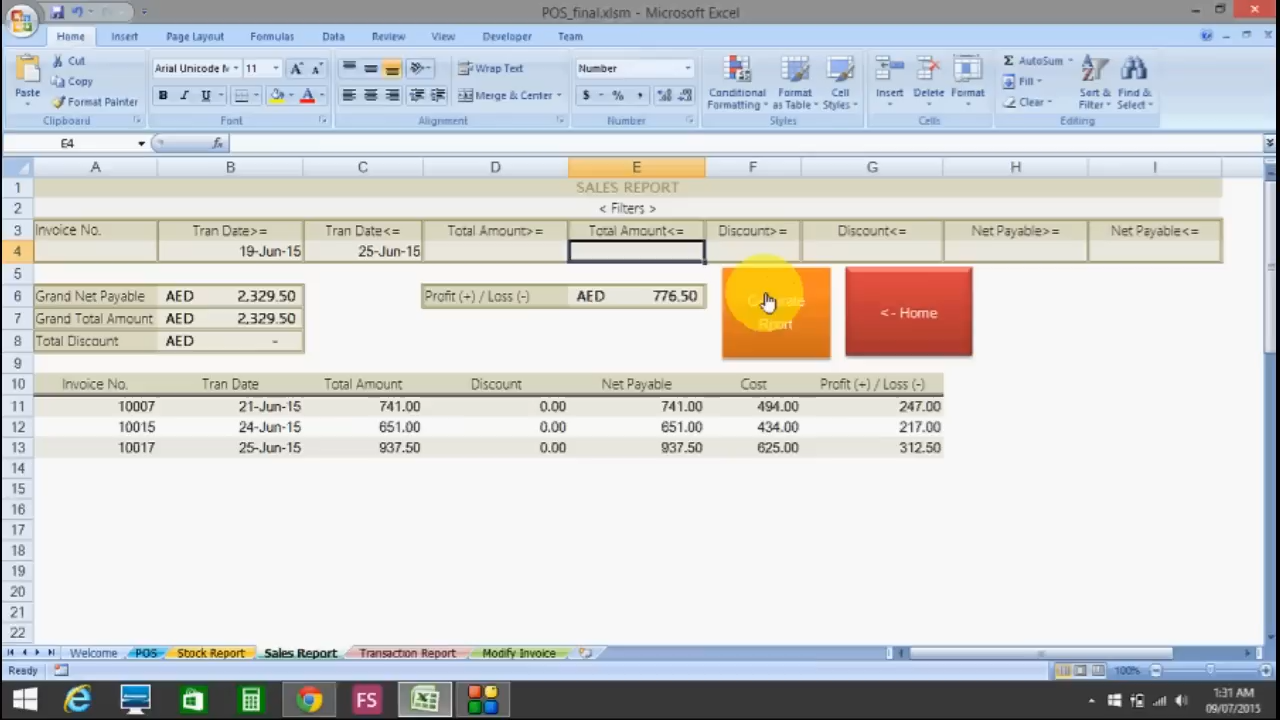 POS_final.xlsm - Microsoft Excel
Home Insert Page Layout Formulas Data Review View Developer Team
Paste Cut Copy Format Painter
Arial Unicode M 11
B I U
Wrap Text
Merge & Center
Number
$ % ,
Conditional Formatting Format as Table Cell Styles
Insert Delete Format
Σ AutoSum Fill Clear
Sort & Filter Find & Select
Clipboard Font Alignment Number Styles Cells Editing
E4 fx
A B C D E F G H I
1 SALES REPORT
2 < Filters >
3 Invoice No. Tran Date>= Tran Date<= Total Amount>= Total Amount<= Discount>= Discount<= Net Payable>= Net Payable<=
4 19-Jun-15 25-Jun-15
5
6 Grand Net Payable AED 2,329.50 Profit (+) / Loss (-) AED 776.50
7 Grand Total Amount AED 2,329.50
8 Total Discount AED -
<- Home
9
10 Invoice No. Tran Date Total Amount Discount Net Payable Cost Profit (+) / Loss (-)
11 10007 21-Jun-15 741.00 0.00 741.00 494.00 247.00
12 10015 24-Jun-15 651.00 0.00 651.00 434.00 217.00
13 10017 25-Jun-15 937.50 0.00 937.50 625.00 312.50
14
15
16
17
18
19
20
21
22
Welcome POS Stock Report Sales Report Transaction Report Modify Invoice
Ready 100%
FS
1:31 AM
09/07/2015